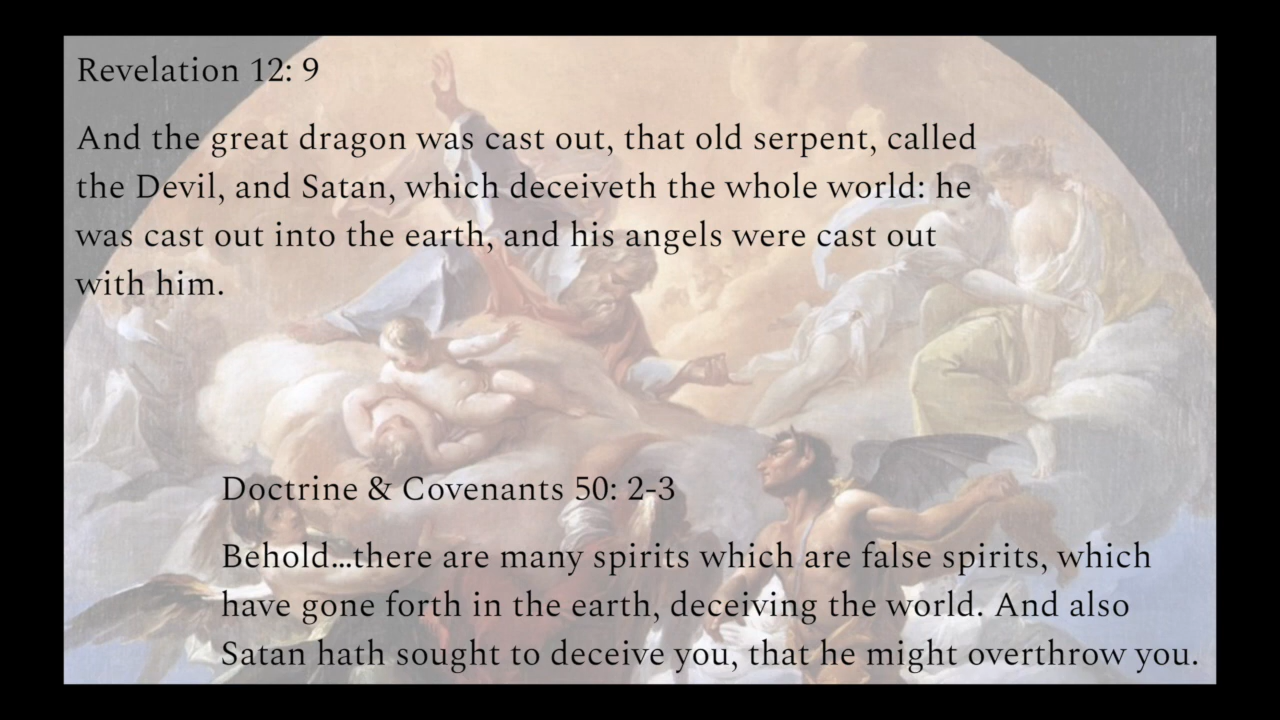 Revelation 12: 9
And the great dragon was cast out, that old serpent, called
the Devil, and Satan, which deceiveth the whole world: he
was cast out into the earth, and his angels were cast out
with him.
Doctrine & Covenants 50: 2-3
Behold...there are many spirits which are false spirits, which
have gone forth in the earth, deceiving the world. And also
Satan hath sought to deceive you, that he might overthrow you.